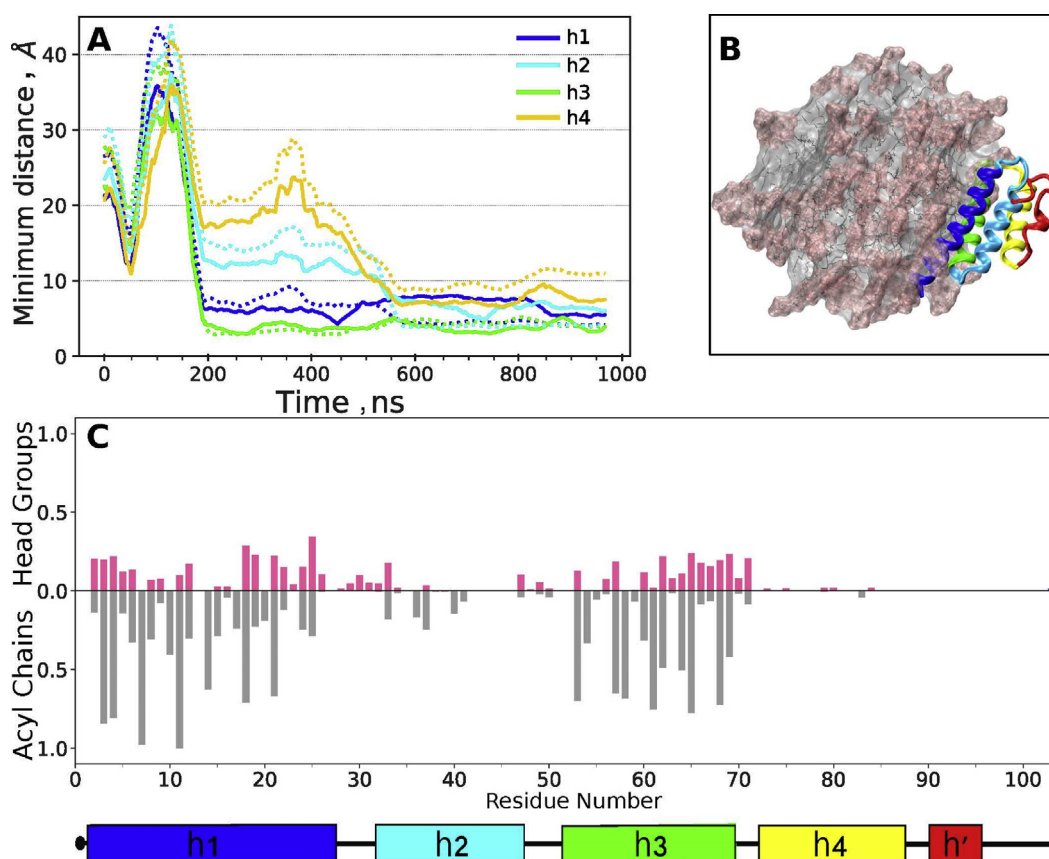 A
Minimum distance, Å
40
30
20
10
0
h1
h2
h3
h4
0 200 400 600 800 1000
Time ,ns
B
C
Head Groups
Acyl Chains
1.0
0.5
0.0
0.5
1.0
0 10 20 30 40 50 60 70 80 90 100
Residue Number
h1 h2 h3 h4 h'